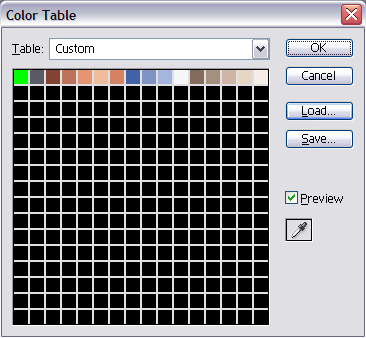 Color Table
Table: Custom
OK
Cancel
Load...
Save...
Preview